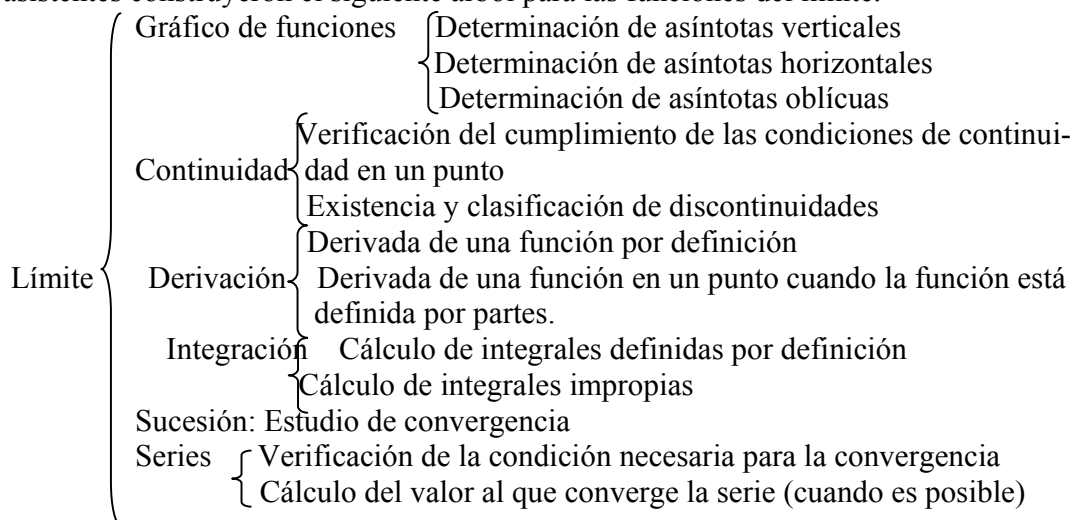 asistentes construyeron el siguiente árbol para las funciones del límite:
Gráfico de funciones Determinación de asíntotas verticales
Determinación de asíntotas horizontales
Determinación de asíntotas oblícuas
Verificación del cumplimiento de las condiciones de continui-
Continuidad dad en un punto
Existencia y clasificación de discontinuidades
Derivada de una función por definición
Límite Derivación Derivada de una función en un punto cuando la función está
definida por partes.
Integración Cálculo de integrales definidas por definición
Cálculo de integrales impropias
Sucesión: Estudio de convergencia
Series Verificación de la condición necesaria para la convergencia
Cálculo del valor al que converge la serie (cuando es posible)